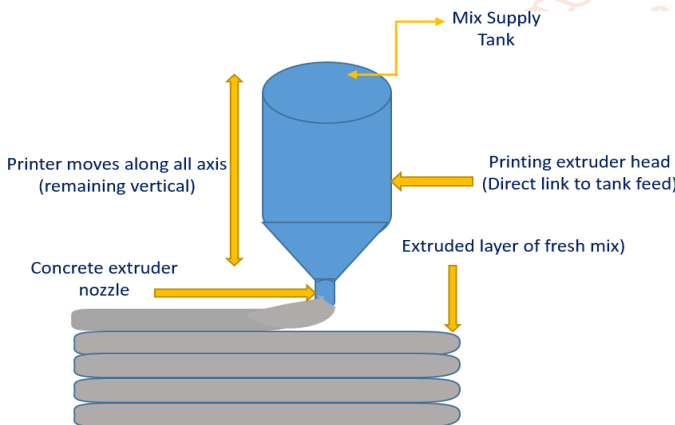 Mix Supply
Tank
Printer moves along all axis
(remaining vertical)
Printing extruder head
(Direct link to tank feed)
Extruded layer of fresh mix)
Concrete extruder
nozzle